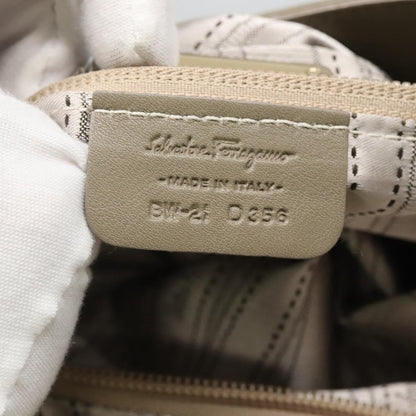 Salvatore Ferragamo
-MADE IN ITALY-
BW-21 D356